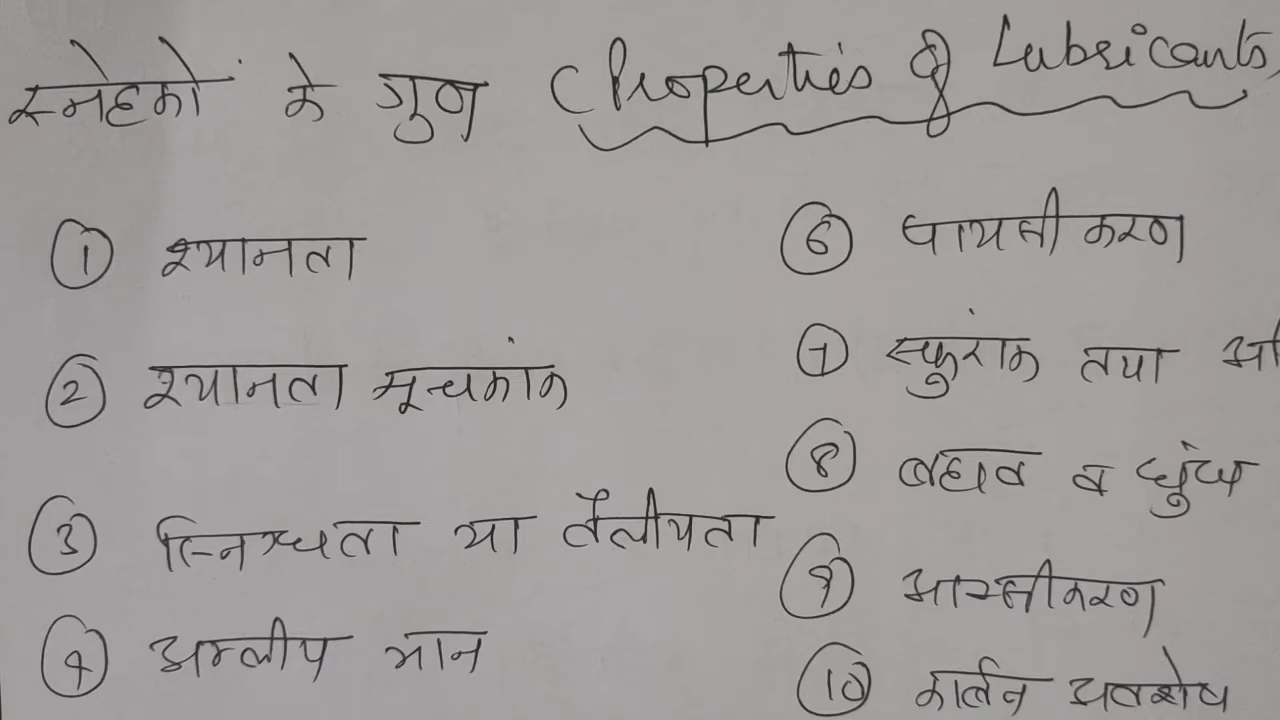 स्नेहकों के गुण (Properties of Lubricants,
① श्यानता
② श्यानता सूचकांक
③ स्निग्धता या तैलीयता
④ अम्लीय मान
⑥ पायसीकरण
⑦ स्फुरांक तथा
⑧ बहाव व धुंध
⑨ आक्सीकरण
⑩ कार्बन अवशेष